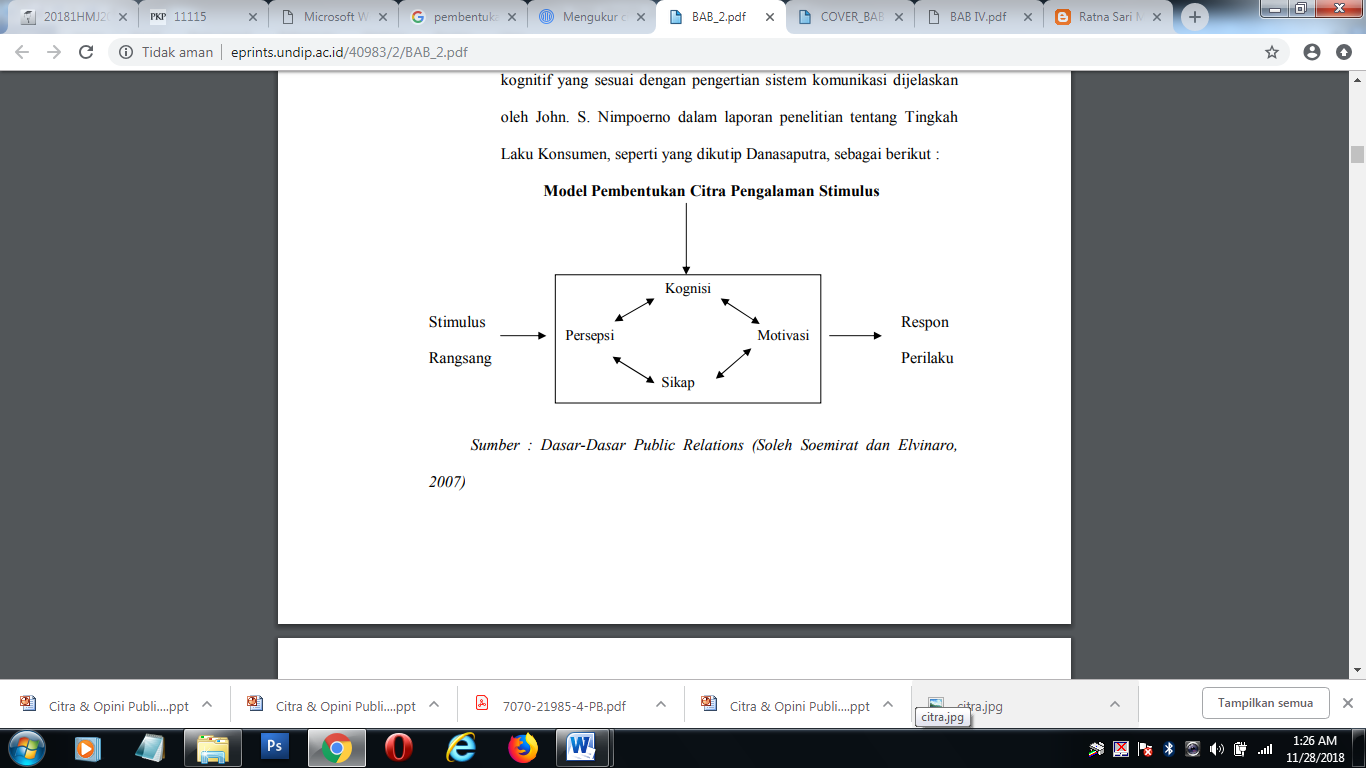 20181HMJ2
PKP 11115
Microsoft W
pembentuka
Mengukur c
BAB_2.pdf
COVER_BAB
BAB IV.pdf
Ratna Sari M
Tidak aman
eprints.undip.ac.id/40983/2/BAB_2.pdf
kognitif yang sesuai dengan pengertian sistem komunikasi dijelaskan
oleh John. S. Nimpoerno dalam laporan penelitian tentang Tingkah
Laku Konsumen, seperti yang dikutip Danasaputra, sebagai berikut :
Model Pembentukan Citra Pengalaman Stimulus
Kognisi
Stimulus
Persepsi
Motivasi
Respon
Rangsang
Perilaku
Sikap
Sumber : Dasar-Dasar Public Relations (Soleh Soemirat dan Elvinaro,
2007)
Citra & Opini Publi....ppt
Citra & Opini Publi....ppt
7070-21985-4-PB.pdf
Citra & Opini Publi....ppt
citra.jpg
Tampilkan semua
citra.jpg
Ps
1:26 AM
11/28/2018